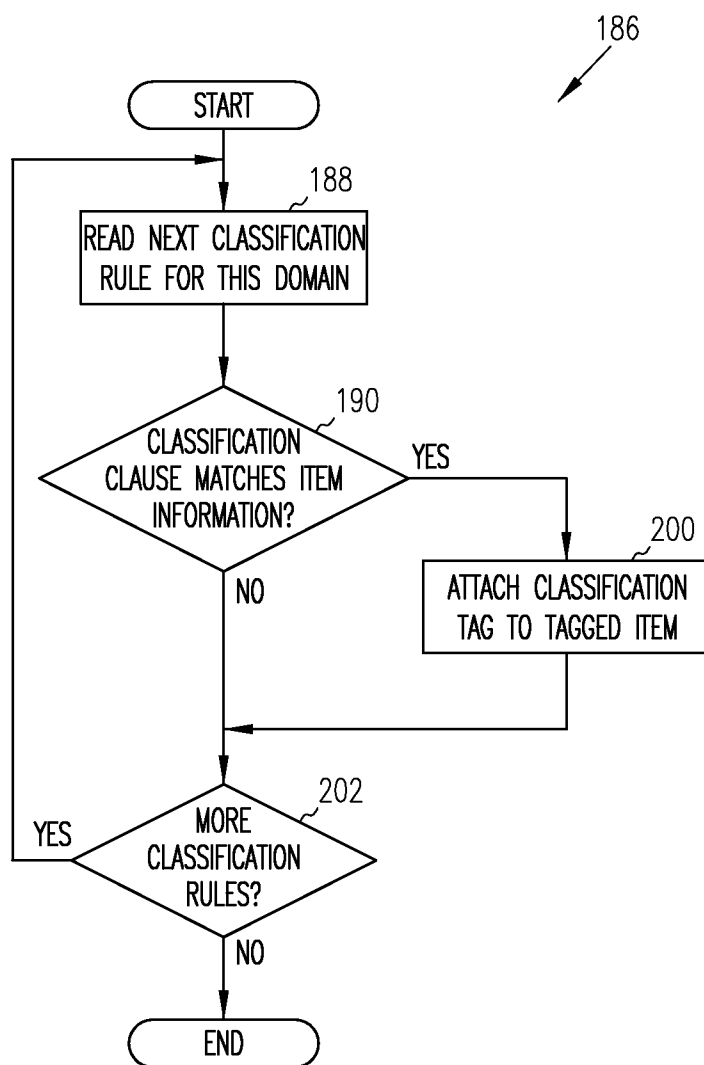 186
START
188
READ NEXT CLASSIFICATION
RULE FOR THIS DOMAIN
190
CLASSIFICATION
CLAUSE MATCHES ITEM
INFORMATION?
YES
NO
200
ATTACH CLASSIFICATION
TAG TO TAGGED ITEM
202
MORE
CLASSIFICATION
RULES?
YES
NO
END